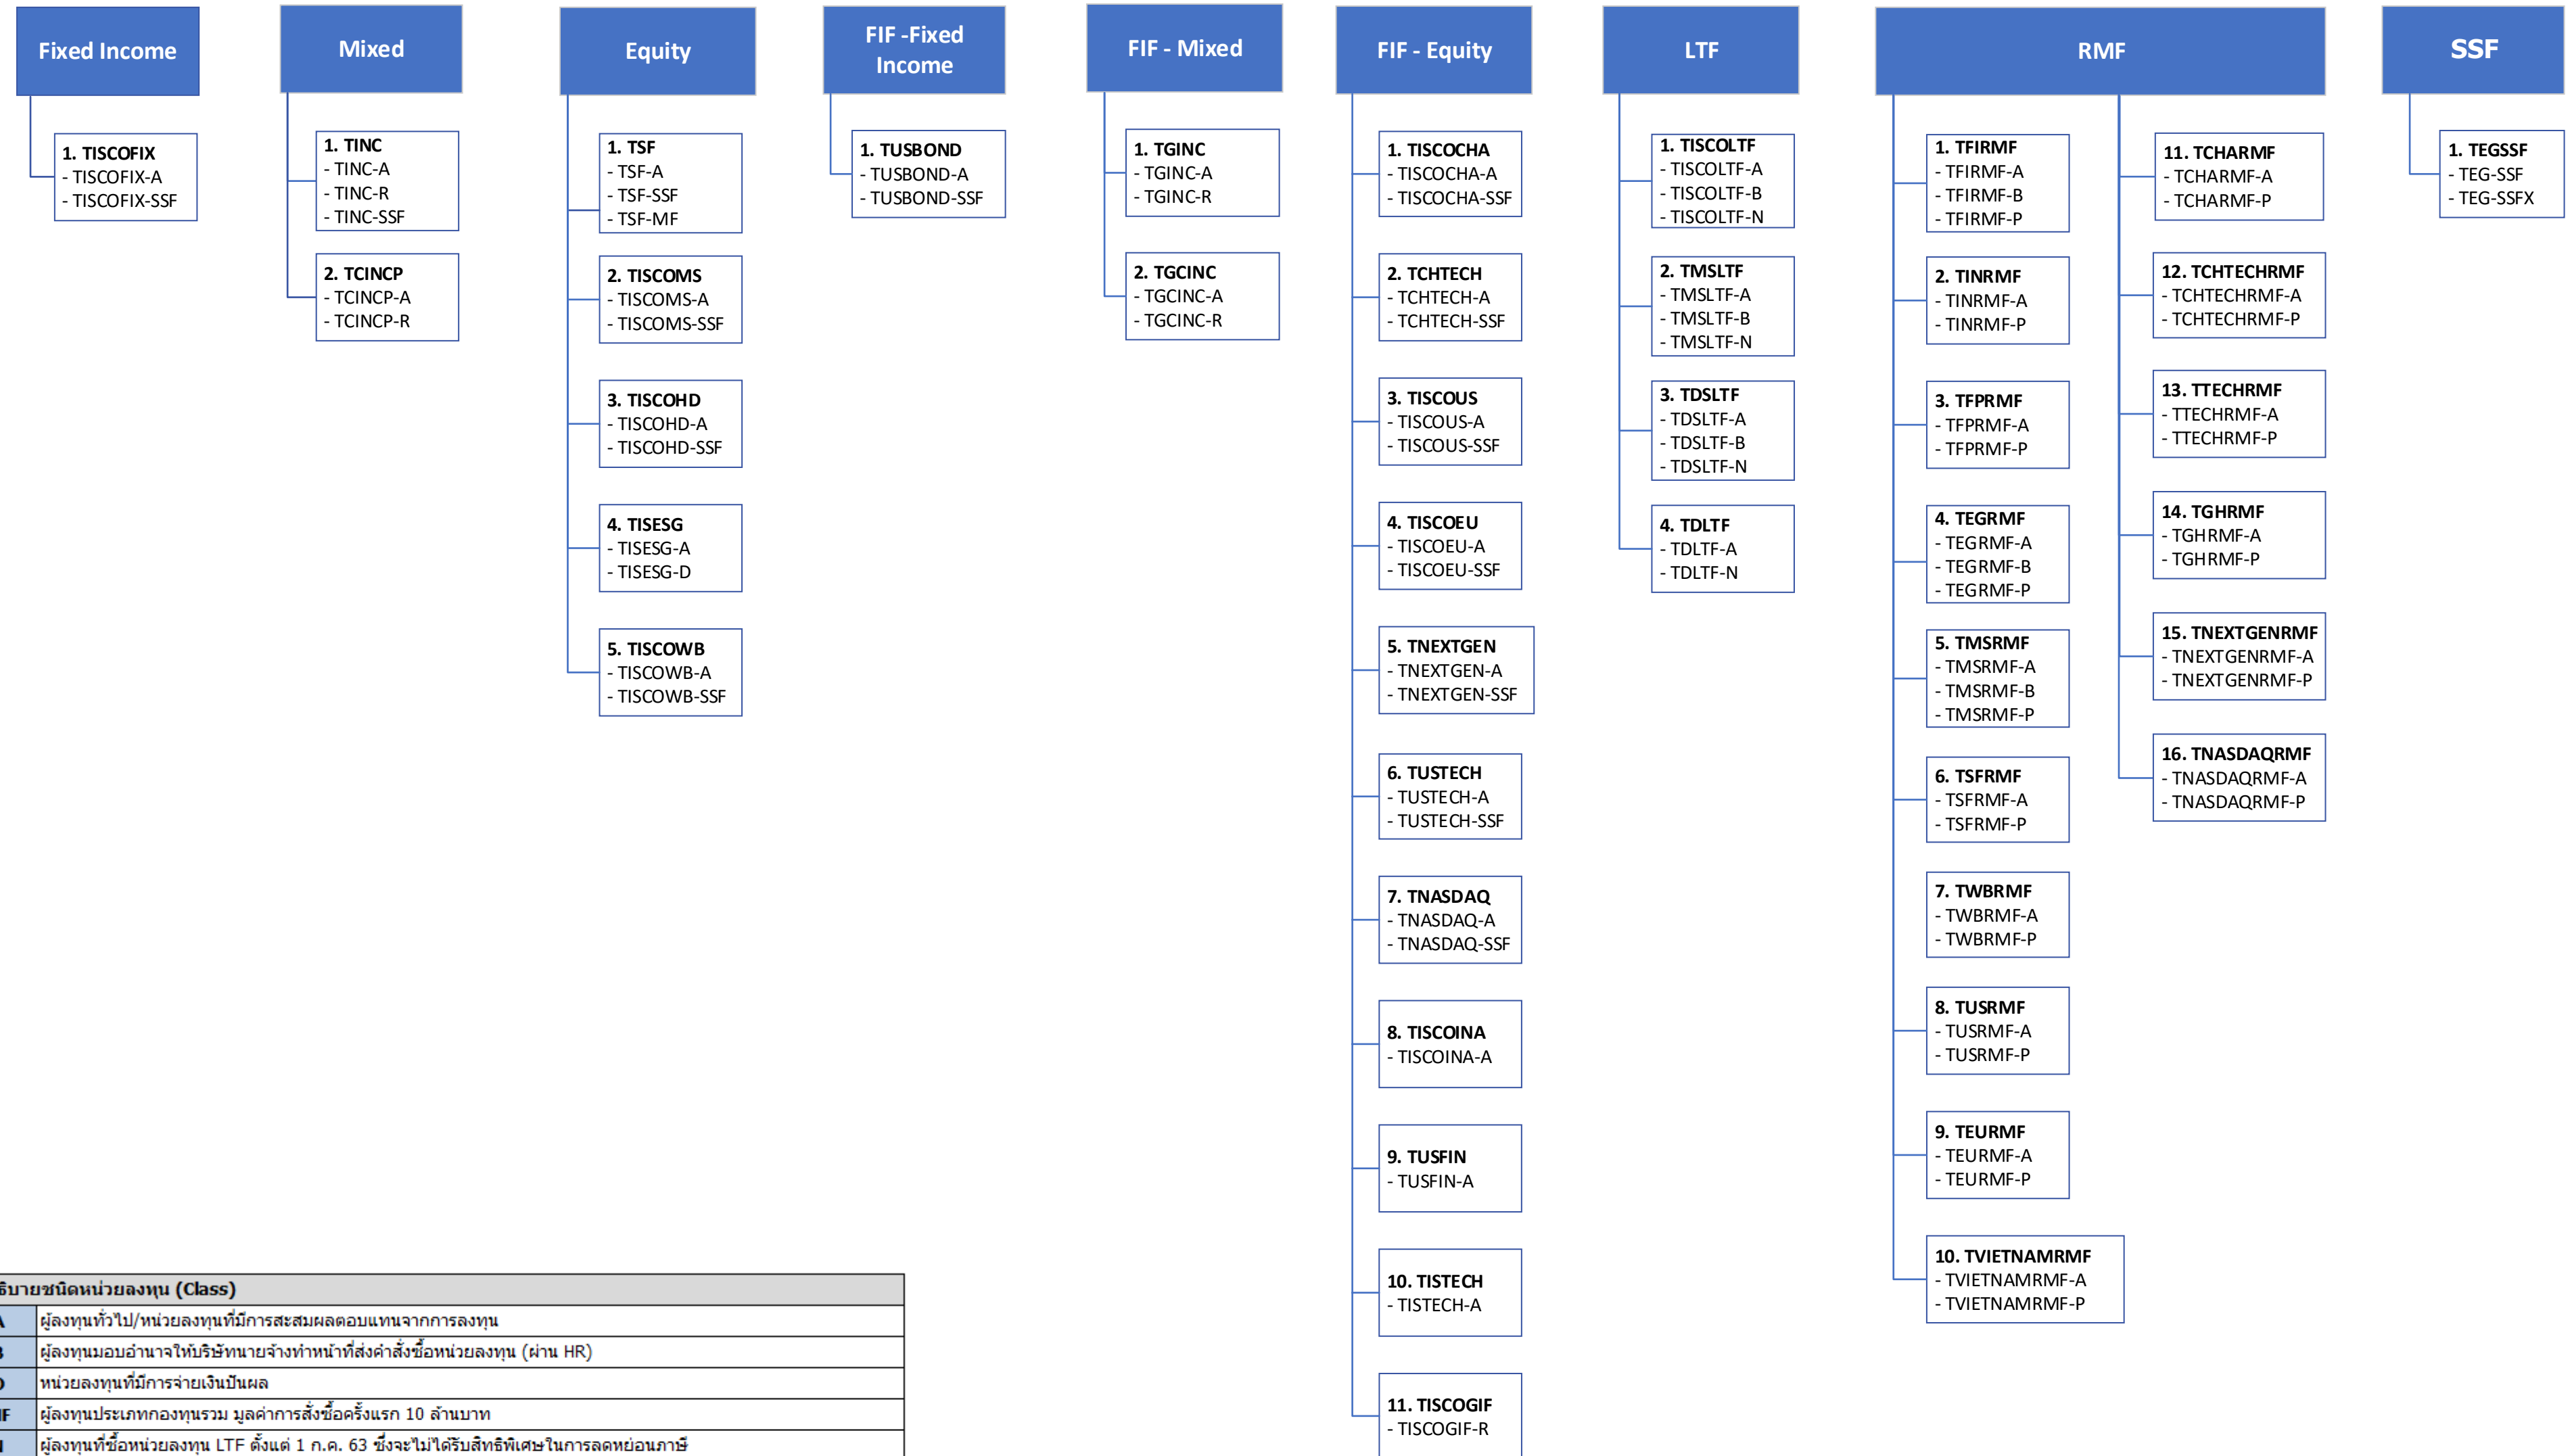 Fixed Income
1. TISCOFIX
- TISCOFIX-A
- TISCOFIX-SSF
Mixed
1. TINC
- TINC-A
- TINC-R
- TINC-SSF
2. TCINCP
- TCINCP-A
- TCINCP-R
Equity
1. TSF
- TSF-A
- TSF-SSF
- TSF-MF
2. TISCOMS
- TISCOMS-A
- TISCOMS-SSF
3. TISCOHD
- TISCOHD-A
- TISCOHD-SSF
4. TISESG
- TISESG-A
- TISESG-D
5. TISCOWB
- TISCOWB-A
- TISCOWB-SSF
FIF -Fixed
Income
1. TUSBOND
- TUSBOND-A
- TUSBOND-SSF
FIF - Mixed
1. TGINC
- TGINC-A
- TGINC-R
2. TGCINC
- TGCINC-A
- TGCINC-R
FIF - Equity
1. TISCOCHA
- TISCOCHA-A
- TISCOCHA-SSF
2. TCHTECH
- TCHTECH-A
- TCHTECH-SSF
3. TISCOUS
- TISCOUS-A
- TISCOUS-SSF
4. TISCOEU
- TISCOEU-A
- TISCOEU-SSF
5. TNEXTGEN
- TNEXTGEN-A
- TNEXTGEN-SSF
6. TUSTECH
- TUSTECH-A
- TUSTECH-SSF
7. TNASDAQ
- TNASDAQ-A
- TNASDAQ-SSF
8. TISCOINA
- TISCOINA-A
9. TUSFIN
- TUSFIN-A
10. TISTECH
- TISTECH-A
11. TISCOGIF
- TISCOGIF-R
LTF
1. TISCOLTF
- TISCOLTF-A
- TISCOLTF-B
- TISCOLTF-N
2. TMSLTF
- TMSLTF-A
- TMSLTF-B
- TMSLTF-N
3. TDSLTF
- TDSLTF-A
- TDSLTF-B
- TDSLTF-N
4. TDLTF
- TDLTF-A
- TDLTF-N
RMF
1. TFIRMF
- TFIRMF-A
- TFIRMF-B
- TFIRMF-P
2. TINRMF
- TINRMF-A
- TINRMF-P
3. TFPRMF
- TFPRMF-A
- TFPRMF-P
4. TEGRMF
- TEGRMF-A
- TEGRMF-B
- TEGRMF-P
5. TMSRMF
- TMSRMF-A
- TMSRMF-B
- TMSRMF-P
6. TSFRMF
- TSFRMF-A
- TSFRMF-P
7. TWBRMF
- TWBRMF-A
- TWBRMF-P
8. TUSRMF
- TUSRMF-A
- TUSRMF-P
9. TEURMF
- TEURMF-A
- TEURMF-P
10. TVIETNAMRMF
- TVIETNAMRMF-A
- TVIETNAMRMF-P
11. TCHARMF
- TCHARMF-A
- TCHARMF-P
12. TCHTECHRMF
- TCHTECHRMF-A
- TCHTECHRMF-P
13. TTECHRMF
- TTECHRMF-A
- TTECHRMF-P
14. TGHRMF
- TGHRMF-A
- TGHRMF-P
15. TNEXTGENRMF
- TNEXTGENRMF-A
- TNEXTGENRMF-P
16. TNASDAQRMF
- TNASDAQRMF-A
- TNASDAQRMF-P
SSF
1. TEGSSF
- TEG-SSF
- TEG-SSFX
ธิบายชนิดหน่วยลงทุน (Class)
ผู้ลงทุนทั่วไป/หน่วยลงทุนที่มีการสะสมผลตอบแทนจากการลงทุน
ผู้ลงทุนมอบอำนาจให้บริษัทนายจ้างทำหน้าที่ส่งคำสั่งซื้อหน่วยลงทุน (ผ่าน HR)
หน่วยลงทุนที่มีการจ่ายเงินปันผล
F ผู้ลงทุนประเภทกองทุนรวม มูลค่าการสั่งซื้อครั้งแรก 10 ล้านบาท
ผู้ลงทุนที่ซื้อหน่วยลงทุน LTF ตั้งแต่ 1 ก.ค. 63 ซึ่งจะไม่ได้รับสิทธิพิเศษในการลดหย่อนภาษี